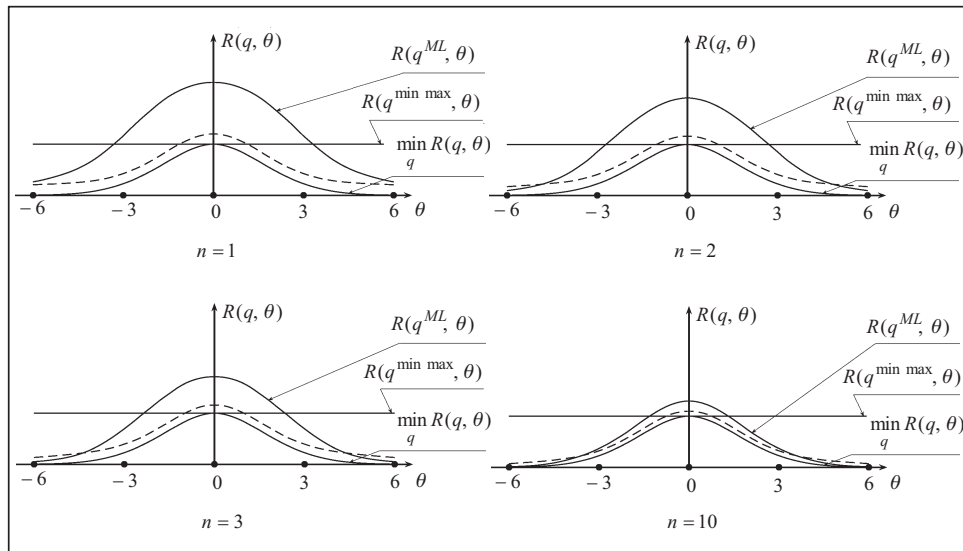 R(q, θ)
R(q^ML, θ)
R(q^min max, θ)
min R(q, θ)
q
−6 −3 0 3 6 θ
n = 1
R(q, θ)
R(q^ML, θ)
R(q^min max, θ)
min R(q, θ)
q
−6 −3 0 3 6 θ
n = 2
R(q, θ)
R(q^ML, θ)
R(q^min max, θ)
min R(q, θ)
q
−6 −3 0 3 6 θ
n = 3
R(q, θ)
R(q^ML, θ)
R(q^min max, θ)
min R(q, θ)
q
−6 −3 0 3 6 θ
n = 10